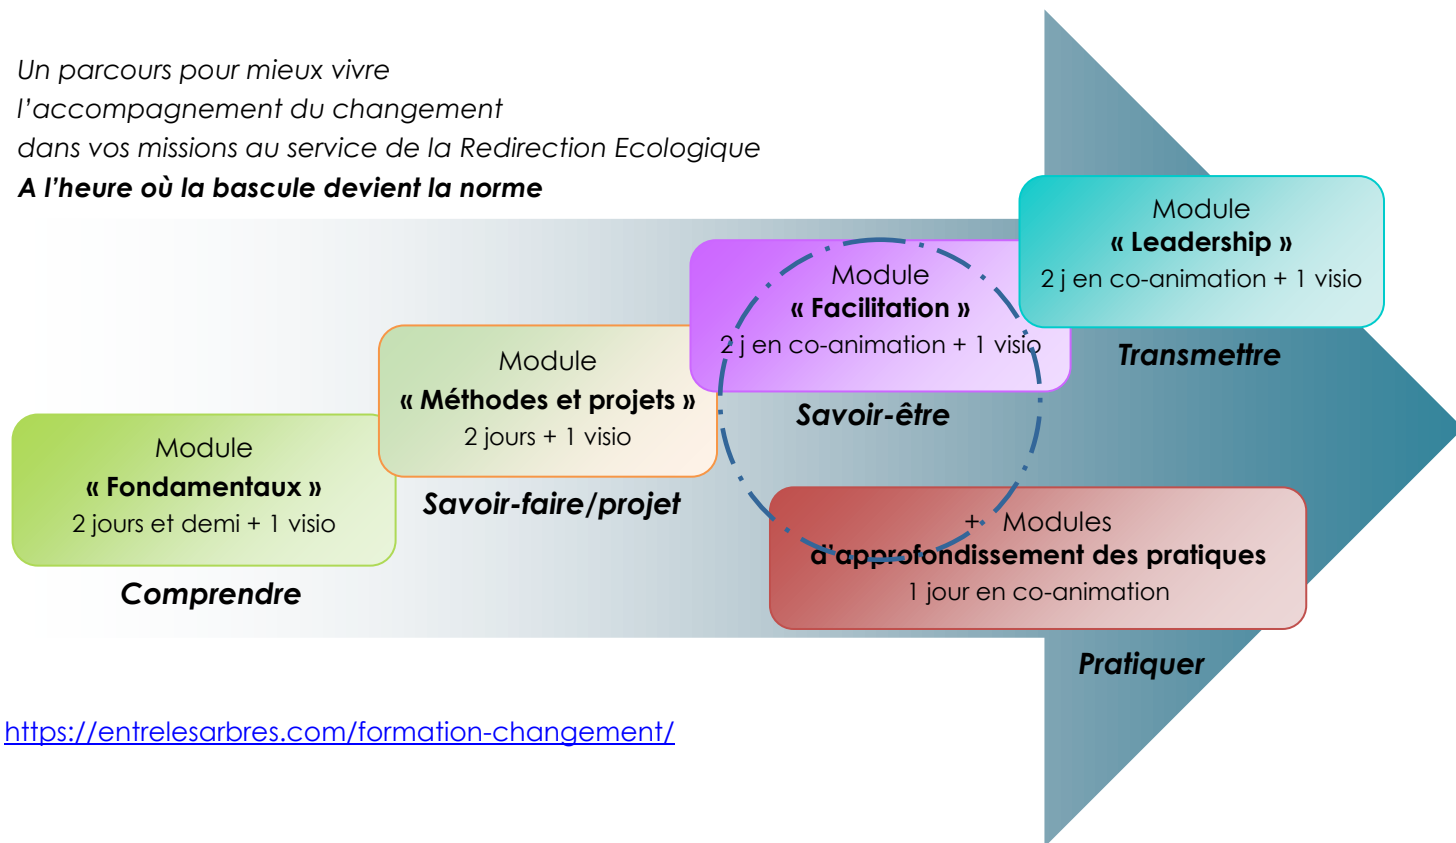 Un parcours pour mieux vivre
l'accompagnement du changement
dans vos missions au service de la Redirection Ecologique
A l'heure où la bascule devient la norme
Module
« Fondamentaux »
2 jours et demi + 1 visio
Comprendre
Module
« Méthodes et projets »
2 jours + 1 visio
Savoir-faire/projet
Module
« Facilitation »
2 j en co-animation + 1 visio
Savoir-être
Module
« Leadership »
2 j en co-animation + 1 visio
Transmettre
+ Modules
d'approfondissement des pratiques
1 jour en co-animation
Pratiquer
https://entrelesarbres.com/formation-changement/